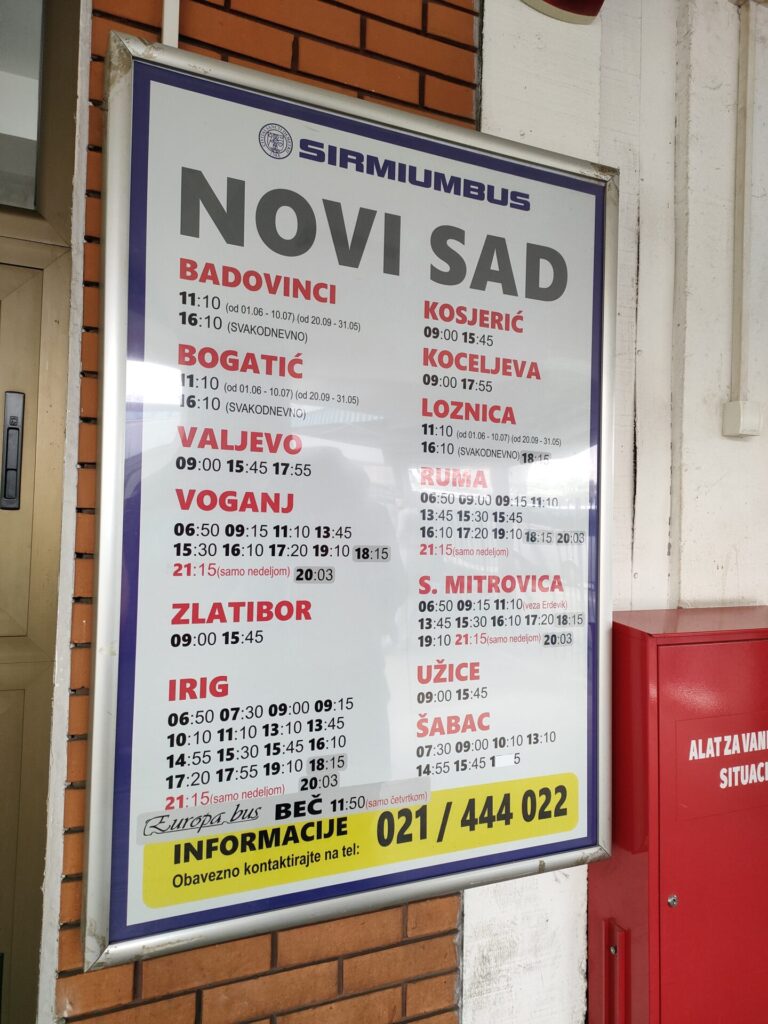 SIRMIUMBUS
NOVI SAD
BADOVINCI
11:10 (od 01.06 - 10.07) (od 20.09 - 31.05)
16:10 (SVAKODNEVNO)
BOGATIĆ
11:10 (od 01.06 - 10.07) (od 20.09 - 31.05)
16:10 (SVAKODNEVNO)
VALJEVO
09:00 15:45 17:55
VOGANJ
06:50 09:15 11:10 13:45
15:30 16:10 17:20 19:10 18:15
21:15(samo nedeljom) 20:03
ZLATIBOR
09:00 15:45
IRIG
06:50 07:30 09:00 09:15
10:10 11:10 13:10 13:45
14:55 15:30 15:45 16:10
17:20 17:55 19:10 18:15
21:15(samo nedeljom) 20:03
KOSJERIĆ
09:00 15:45
KOCELJEVA
09:00 17:55
LOZNICA
11:10 (od 01.06 - 10.07) (od 20.09 - 31.05)
16:10 (SVAKODNEVNO) 18:15
RUMA
06:50 09:00 09:15 11:10
13:45 15:30 15:45
16:10 17:20 19:10 18:15 20:03
21:15(samo nedeljom)
S. MITROVICA
06:50 09:15 11:10(veza Erdevik)
13:45 15:30 16:10 17:20 18:15
19:10 21:15(samo nedeljom) 20:03
UŽICE
09:00 15:45
ŠABAC
07:30 09:00 10:10 13:10
14:55 15:45
Europa bus BEČ 11:50(samo četvrtkom)
INFORMACIJE 021 / 444 022
Obavezno kontaktirajte na tel:
ALAT ZA